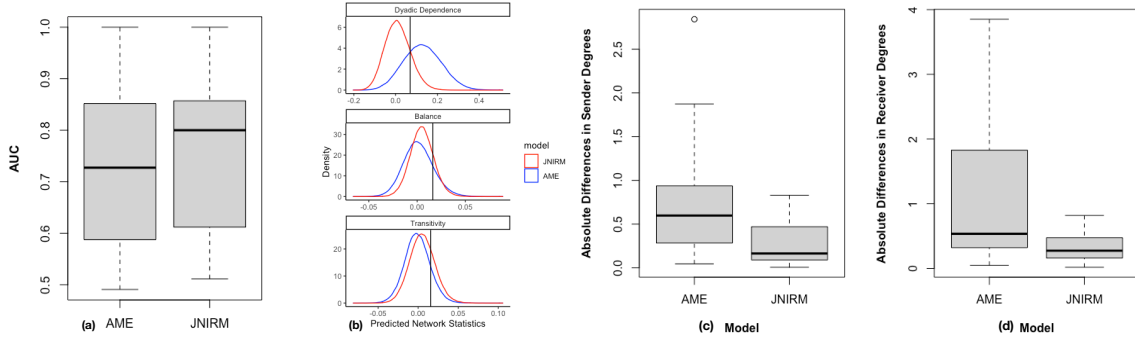 AUC
1.0
0.9
0.8
0.7
0.6
0.5
AME
JNIRM
(a)
Dyadic Dependence
6
4
2
0
-0.2
0.0
0.2
0.4
Balance
30
20
10
0
-0.05
0.00
0.05
Transitivity
20
10
0
-0.05
0.00
0.05
0.10
Density
Predicted Network Statistics
(b)
model
JNIRM
AME
Absolute Differences in Sender Degrees
2.5
2.0
1.5
1.0
0.5
0.0
AME
JNIRM
(c) Model
Absolute Differences in Receiver Degrees
4
3
2
1
0
AME
JNIRM
(d) Model